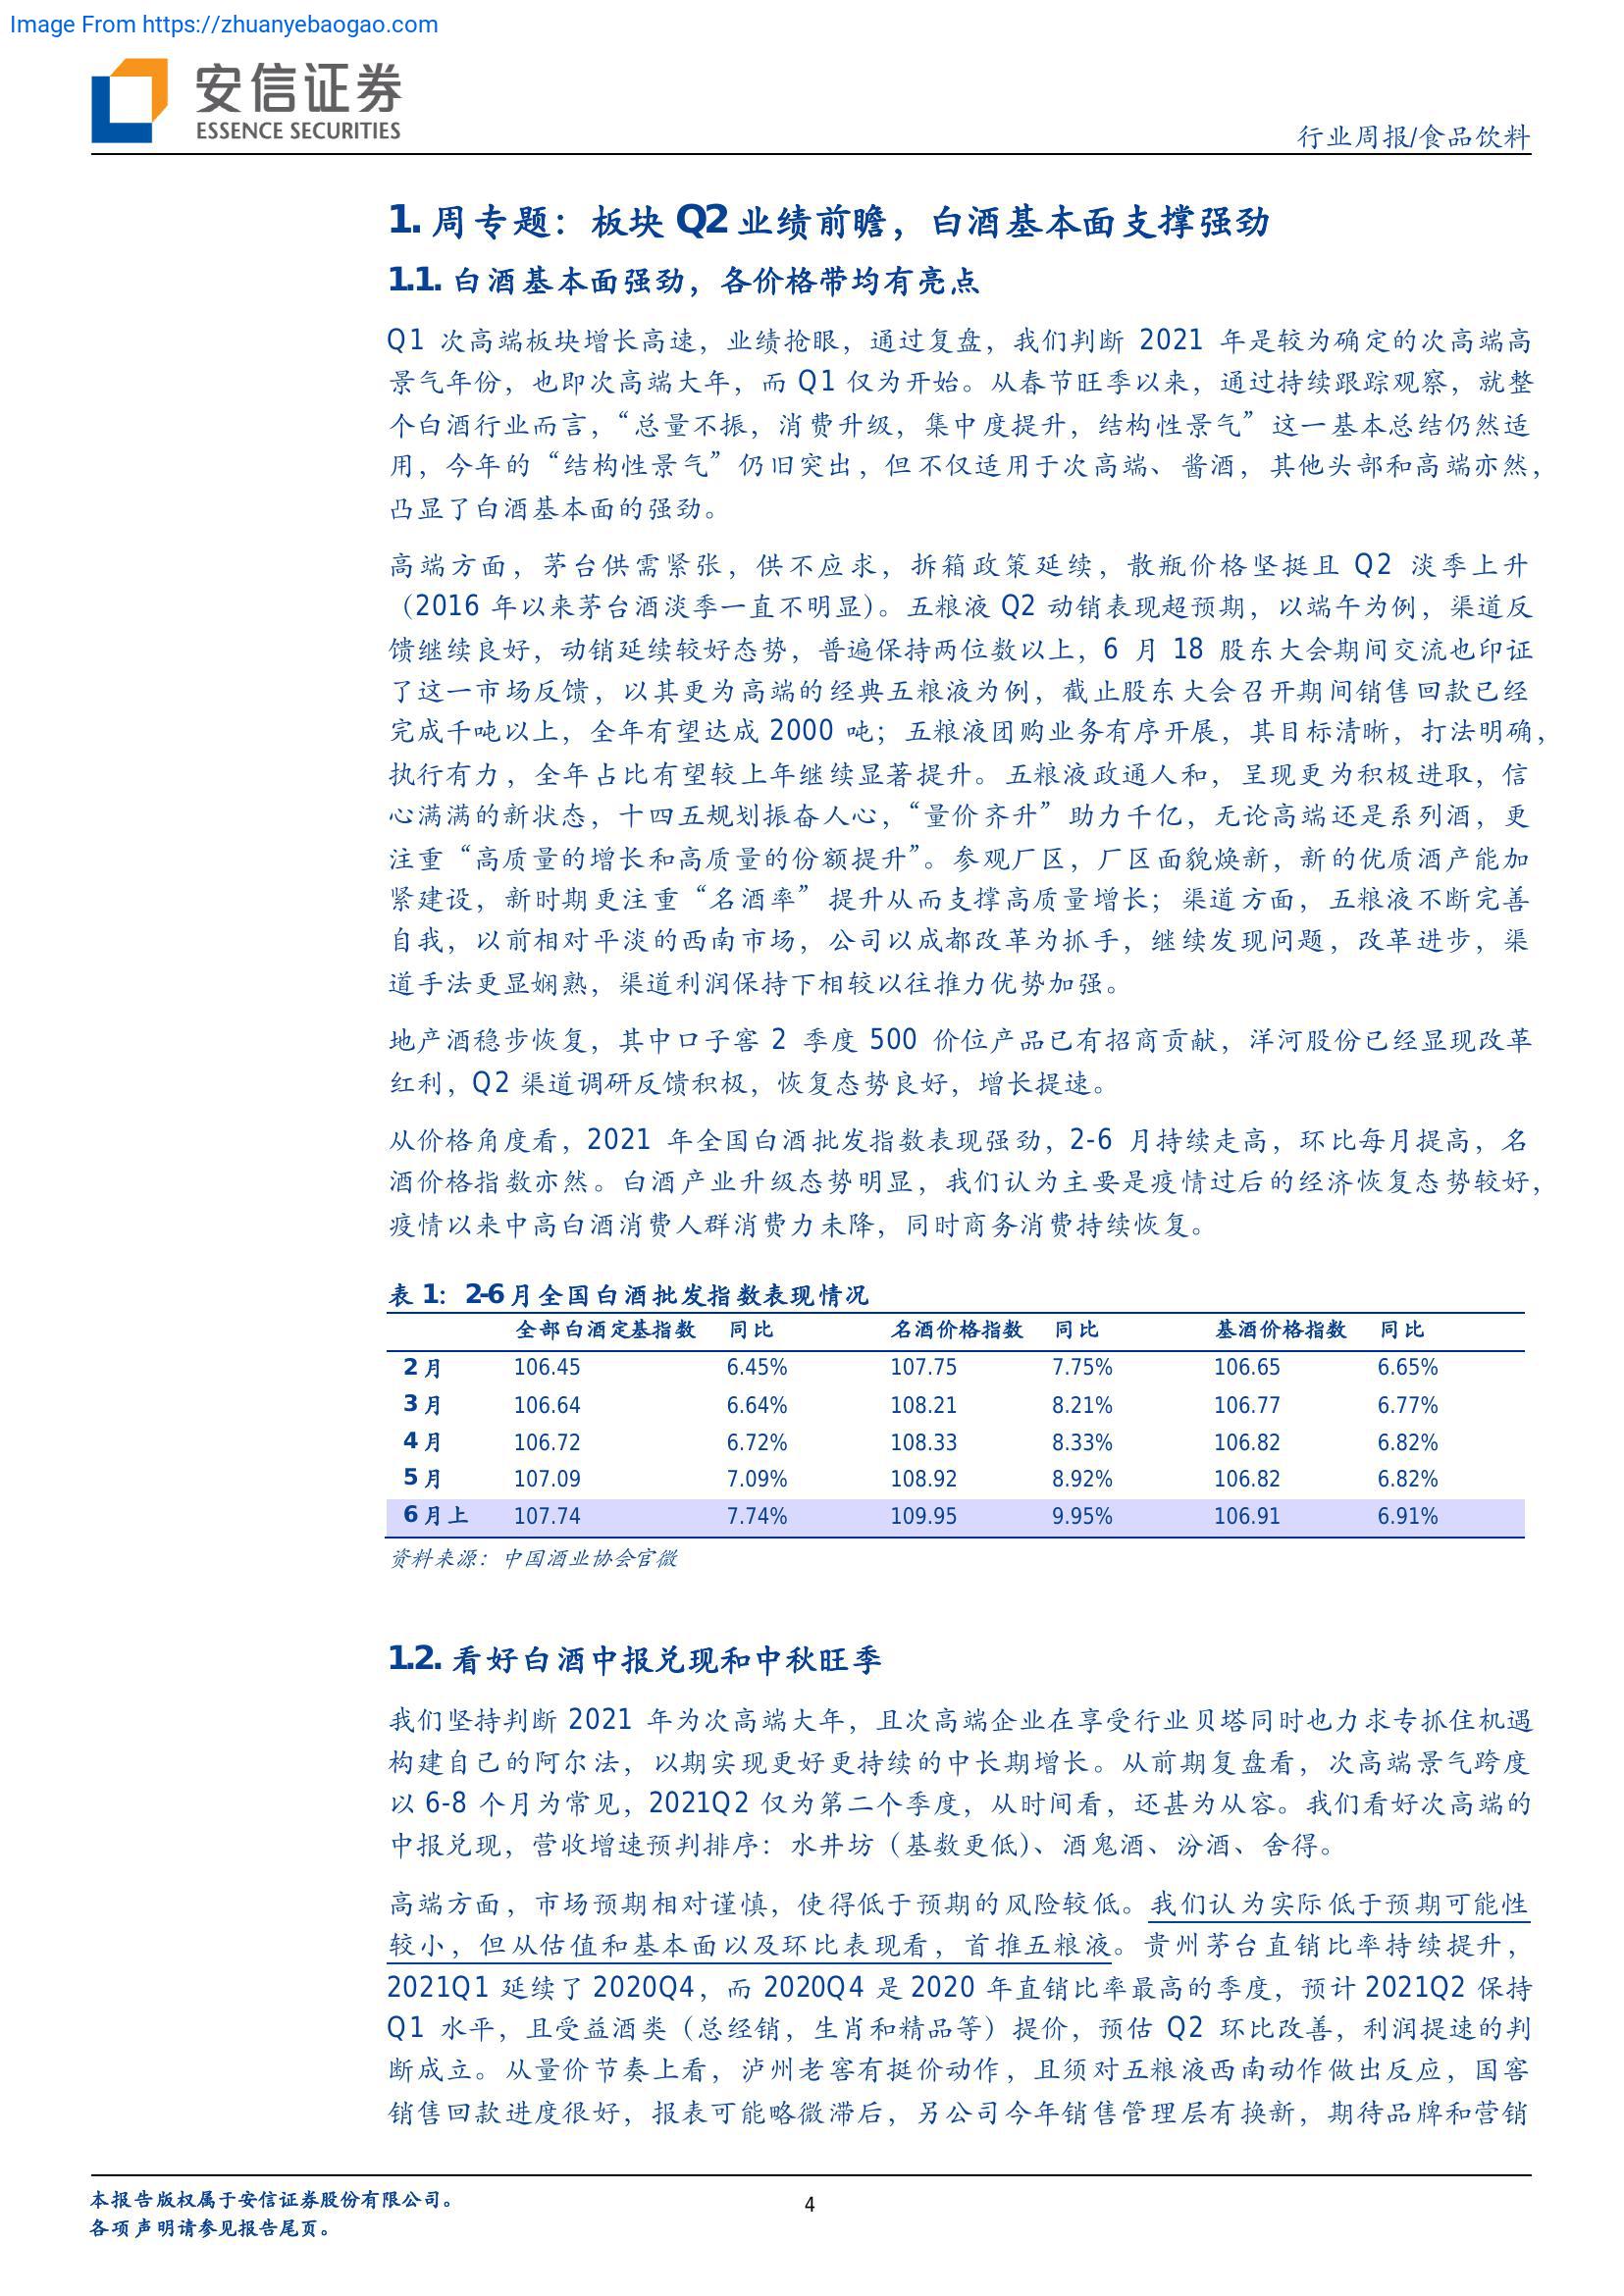 Image From https://zhuanyebaogao.com
安信证券
ESSENCE SECURITIES
行业周报/食品饮料
1. 周专题：板块 Q2 业绩前瞻，白酒基本面支撑强劲
1.1. 白酒基本面强劲，各价格带均有亮点
Q1 次高端板块增长高速，业绩抢眼，通过复盘，我们判断 2021 年是较为确定的次高端高
景气年份，也即次高端大年，而 Q1 仅为开始。从春节旺季以来，通过持续跟踪观察，就整
个白酒行业而言，“总量不振，消费升级，集中度提升，结构性景气”这一基本总结仍然适
用，今年的“结构性景气”仍旧突出，但不仅适用于次高端、酱酒，其他头部和高端亦然，
凸显了白酒基本面的强劲。
高端方面，茅台供需紧张，供不应求，拆箱政策延续，散瓶价格坚挺且 Q2 淡季上升
（2016 年以来茅台酒淡季一直不明显）。五粮液 Q2 动销表现超预期，以端午为例，渠道反
馈继续良好，动销延续较好态势，普遍保持两位数以上，6 月 18 股东大会期间交流也印证
了这一市场反馈，以其更为高端的经典五粮液为例，截止股东大会召开期间销售回款已经
完成千吨以上，全年有望达成 2000 吨；五粮液团购业务有序开展，其目标清晰，打法明确，
执行有力，全年占比有望较上年继续显著提升。五粮液政通人和，呈现更为积极进取，信
心满满的新状态，十四五规划振奋人心，“量价齐升”助力千亿，无论高端还是系列酒，更
注重“高质量的增长和高质量的份额提升”。参观厂区，厂区面貌焕新，新的优质酒产能加
紧建设，新时期更注重“名酒率”提升从而支撑高质量增长；渠道方面，五粮液不断完善
自我，以前相对平淡的西南市场，公司以成都改革为抓手，继续发现问题，改革进步，渠
道手法更显娴熟，渠道利润保持下相较以往推力优势加强。
地产酒稳步恢复，其中口子窖 2 季度 500 价位产品已有招商贡献，洋河股份已经显现改革
红利，Q2 渠道调研反馈积极，恢复态势良好，增长提速。
从价格角度看，2021 年全国白酒批发指数表现强劲，2-6 月持续走高，环比每月提高，名
酒价格指数亦然。白酒产业升级态势明显，我们认为主要是疫情过后的经济恢复态势较好，
疫情以来中高白酒消费人群消费力未降，同时商务消费持续恢复。
表 1：2-6 月全国白酒批发指数表现情况
全部白酒定基指数 同比 名酒价格指数 同比 基酒价格指数 同比
2 月 106.45 6.45% 107.75 7.75% 106.65 6.65%
3 月 106.64 6.64% 108.21 8.21% 106.77 6.77%
4 月 106.72 6.72% 108.33 8.33% 106.82 6.82%
5 月 107.09 7.09% 108.92 8.92% 106.82 6.82%
6 月上 107.74 7.74% 109.95 9.95% 106.91 6.91%
资料来源：中国酒业协会官微
1.2. 看好白酒中报兑现和中秋旺季
我们坚持判断 2021 年为次高端大年，且次高端企业在享受行业贝塔同时也力求专抓住机遇
构建自己的阿尔法，以期实现更好更持续的中长期增长。从前期复盘看，次高端景气跨度
以 6-8 个月为常见，2021Q2 仅为第二个季度，从时间看，还甚为从容。我们看好次高端的
中报兑现，营收增速预判排序：水井坊（基数更低）、酒鬼酒、汾酒、舍得。
高端方面，市场预期相对谨慎，使得低于预期的风险较低。我们认为实际低于预期可能性
较小，但从估值和基本面以及环比表现看，首推五粮液。贵州茅台直销比率持续提升，
2021Q1 延续了 2020Q4，而 2020Q4 是 2020 年直销比率最高的季度，预计 2021Q2 保持
Q1 水平，且受益酒类（总经销，生肖和精品等）提价，预估 Q2 环比改善，利润提速的判
断成立。从量价节奏上看，泸州老窖有挺价动作，且须对五粮液西南动作做出反应，国窖
销售回款进度很好，报表可能略微滞后，另公司今年销售管理层有换新，期待品牌和营销
本报告版权属于安信证券股份有限公司。
各项声明请参见报告尾页。
4